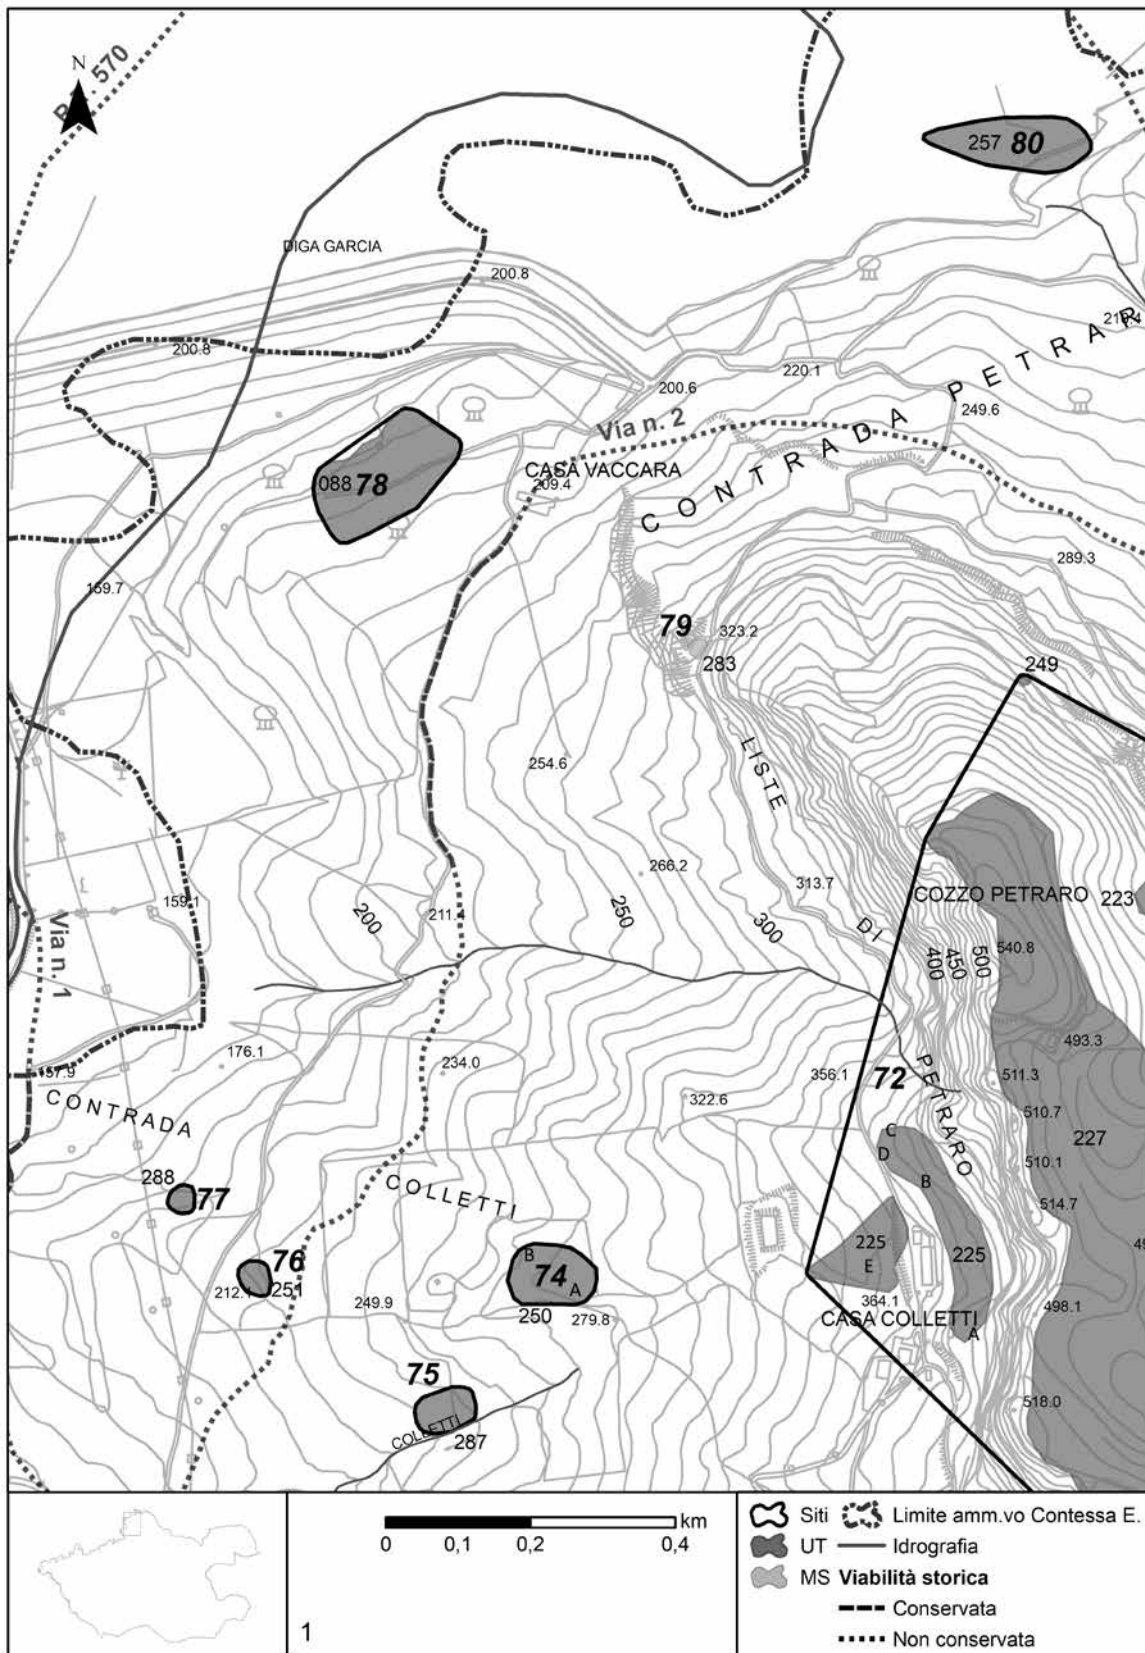 N
570
257 80
DIGA GARCIA
200.8
200.8
220.1
200.6
249.6
CONTRADA PETRAR
Via n. 2
CASA VACCARA
209.4
088 78
289.3
159.7
79
323.2
283
249
LISTE DI PETRARO
254.6
266.2
313.7
COZZO PETRARO
223
159.1
200
211.4
250
300
400
450
500
540.8
Via n. 1
493.3
176.1
234.0
356.1
72
511.3
322.6
510.7
157.9
CONTRADA COLLETTI
C
D
B
227
510.1
288
77
514.7
225
E
225
B
74
A
76
212.1
251
249.9
250
279.8
364.1
498.1
CASA COLLETTI
A
75
518.0
COLLETTI
287
km
0 0,1 0,2 0,4
1
Siti
Limite amm.vo Contessa E.
UT
Idrografia
MS
Viabilità storica
Conservata
Non conservata